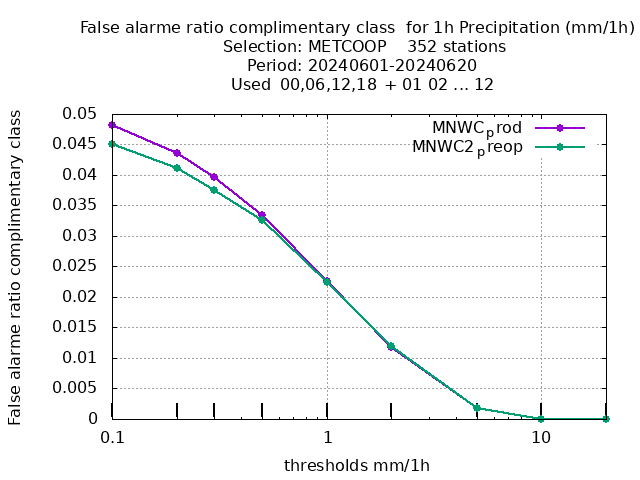 False alarme ratio complimentary class  for 1h Precipitation (mm/1h)
Selection: METCOOP    352 stations
Period: 20240601-20240620
Used 00,06,12,18 + 01 02 ... 12
False alarme ratio complimentary class
0.05
0.045
0.04
0.035
0.03
0.025
0.02
0.015
0.01
0.005
0
MNWCprod
MNWC2preop
0.1
1
10
thresholds mm/1h